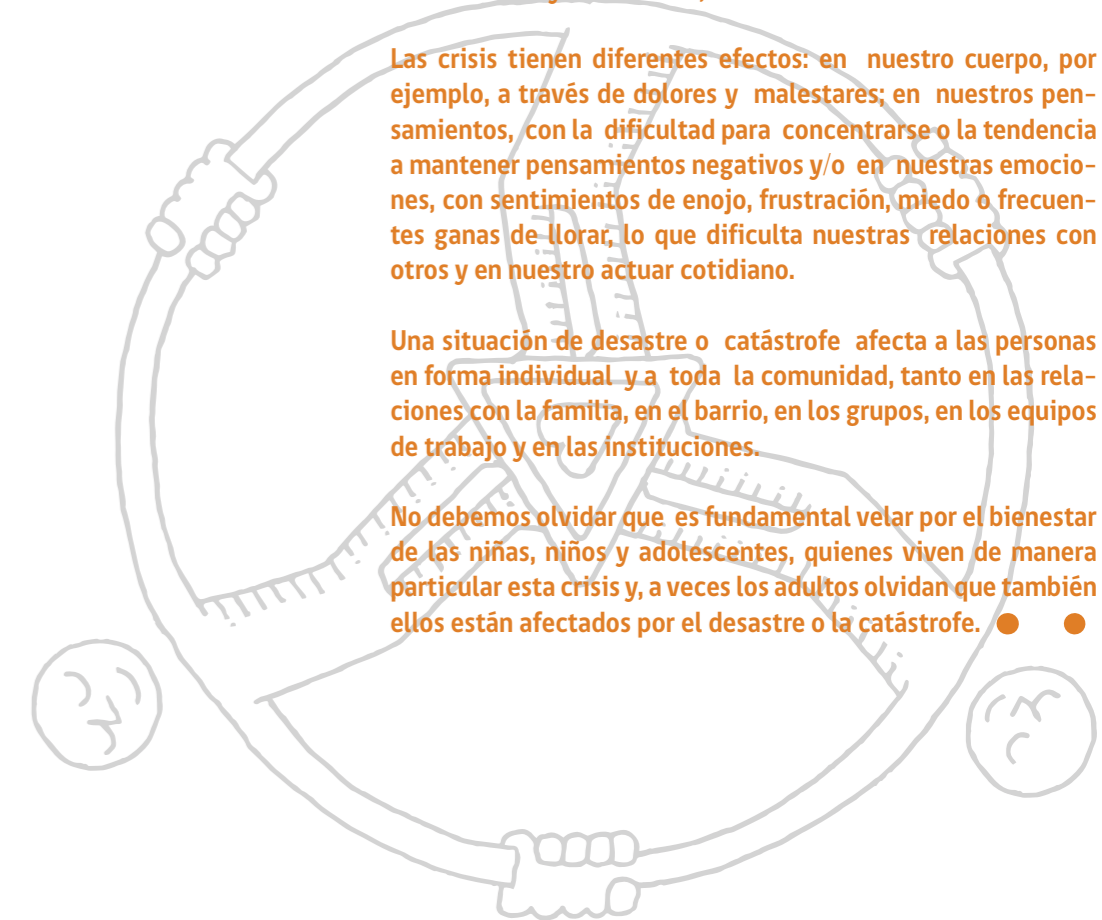 Las crisis tienen diferentes efectos: en nuestro cuerpo, por
ejemplo, a través de dolores y malestares; en nuestros pen-
samientos, con la dificultad para concentrarse o la tendencia
a mantener pensamientos negativos y/o en nuestras emocio-
nes, con sentimientos de enojo, frustración, miedo o frecuen-
tes ganas de llorar, lo que dificulta nuestras relaciones con
otros y en nuestro actuar cotidiano.
Una situación de desastre o catástrofe afecta a las personas
en forma individual y a toda la comunidad, tanto en las rela-
ciones con la familia, en el barrio, en los grupos, en los equipos
de trabajo y en las instituciones.
No debemos olvidar que es fundamental velar por el bienestar
de las niñas, niños y adolescentes, quienes viven de manera
particular esta crisis y, a veces los adultos olvidan que también
ellos están afectados por el desastre o la catástrofe.